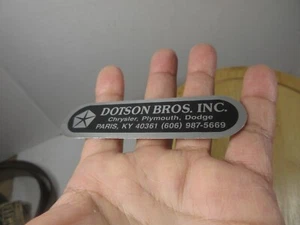 DOTSON BROS. INC.
Chrysler, Plymouth, Dodge
PARIS, KY 40361 (606) 987-5669